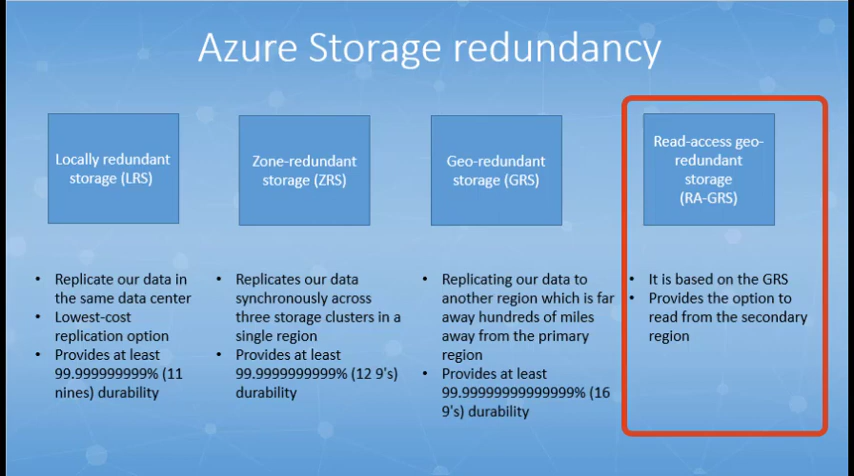 Azure Storage redundancy
Locally redundant
storage (LRS)
• Replicate our data in
the same data center
• Lowest-cost
replication option
• Provides at least
99.999999999% (11
nines) durability
Zone-redundant
storage (ZRS)
• Replicates our data
synchronously across
three storage clusters in a
single region
• Provides at least
99.9999999999% (12 9's)
durability
Geo-redundant
storage (GRS)
• Replicating our data to
another region which is far
away hundreds of miles
away from the primary
region
• Provides at least
99.99999999999999% (16
9's) durability
Read-access geo-
redundant
storage
(RA-GRS)
• It is based on the GRS
• Provides the option to
read from the secondary
region